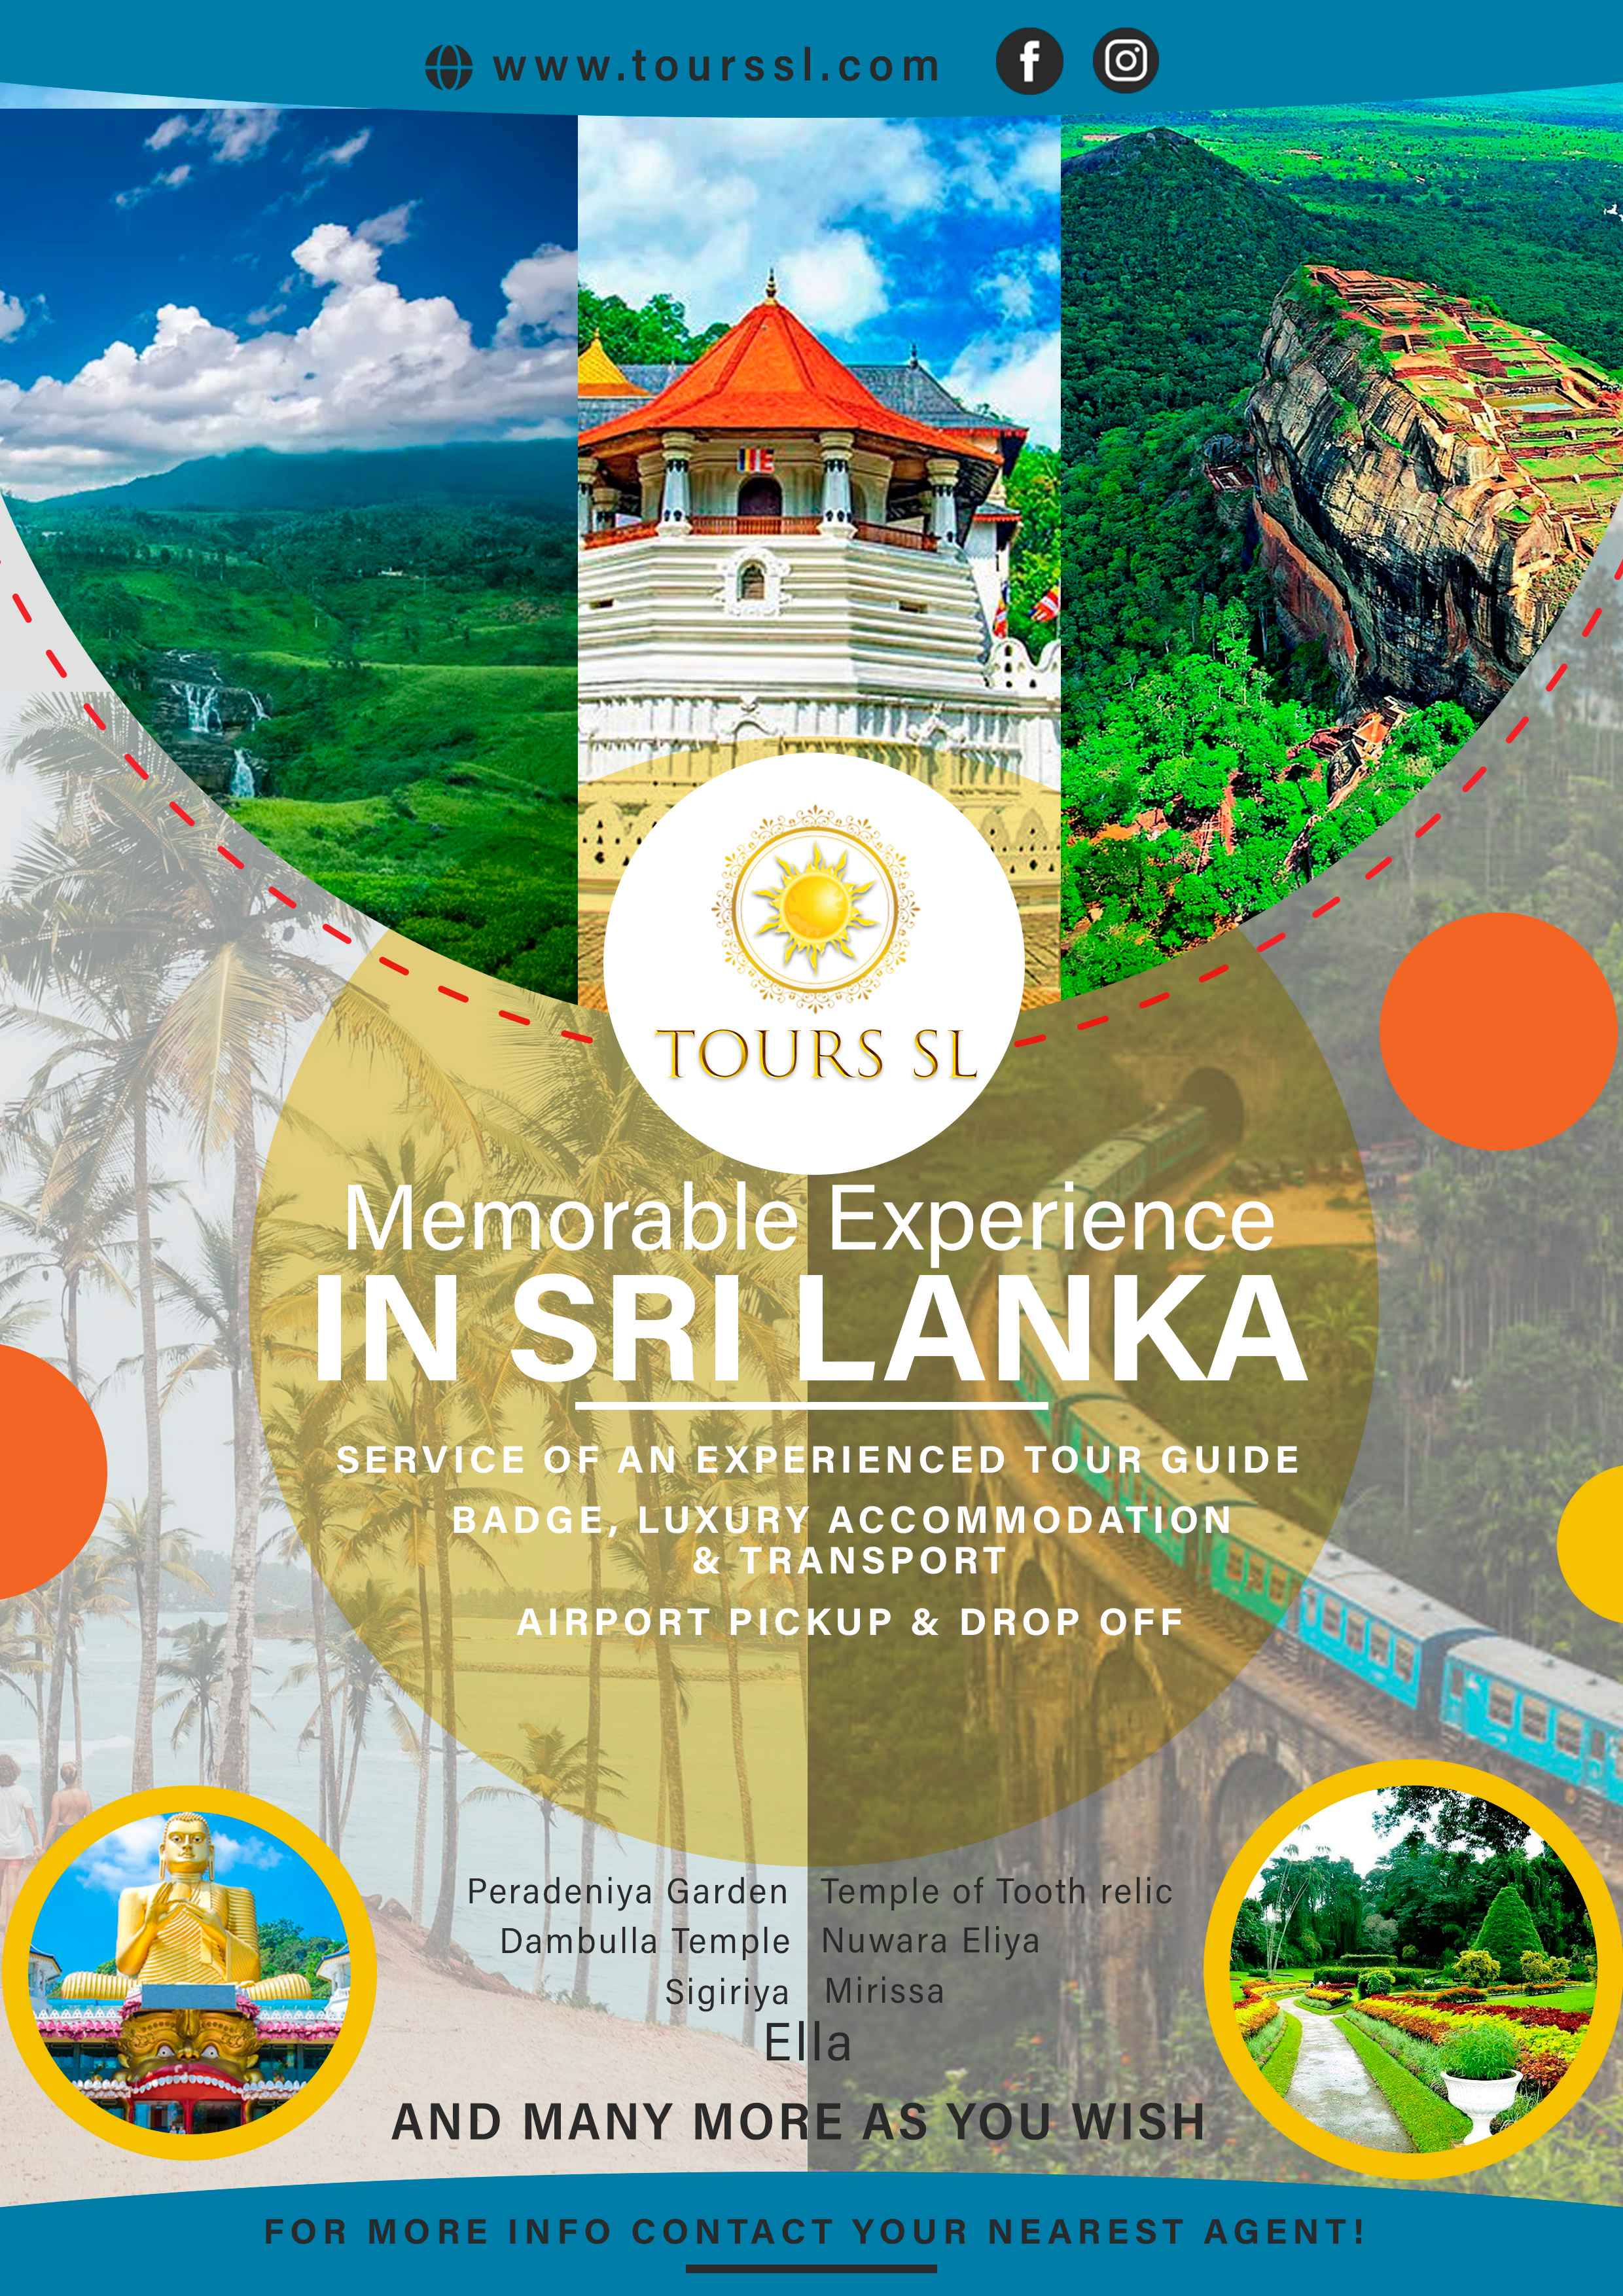 www.tourssl.com
TOURS SL
Memorable Experience
IN SRI LANKA
SERVICE OF AN EXPERIENCED TOUR GUIDE
BADGE, LUXURY ACCOMMODATION
& TRANSPORT
AIRPORT PICKUP & DROP OFF
Peradeniya Garden Temple of Tooth relic
Dambulla Temple Nuwara Eliya
Sigiriya Mirissa
Ella
AND MANY MORE AS YOU WISH
FOR MORE INFO CONTACT YOUR NEAREST AGENT!